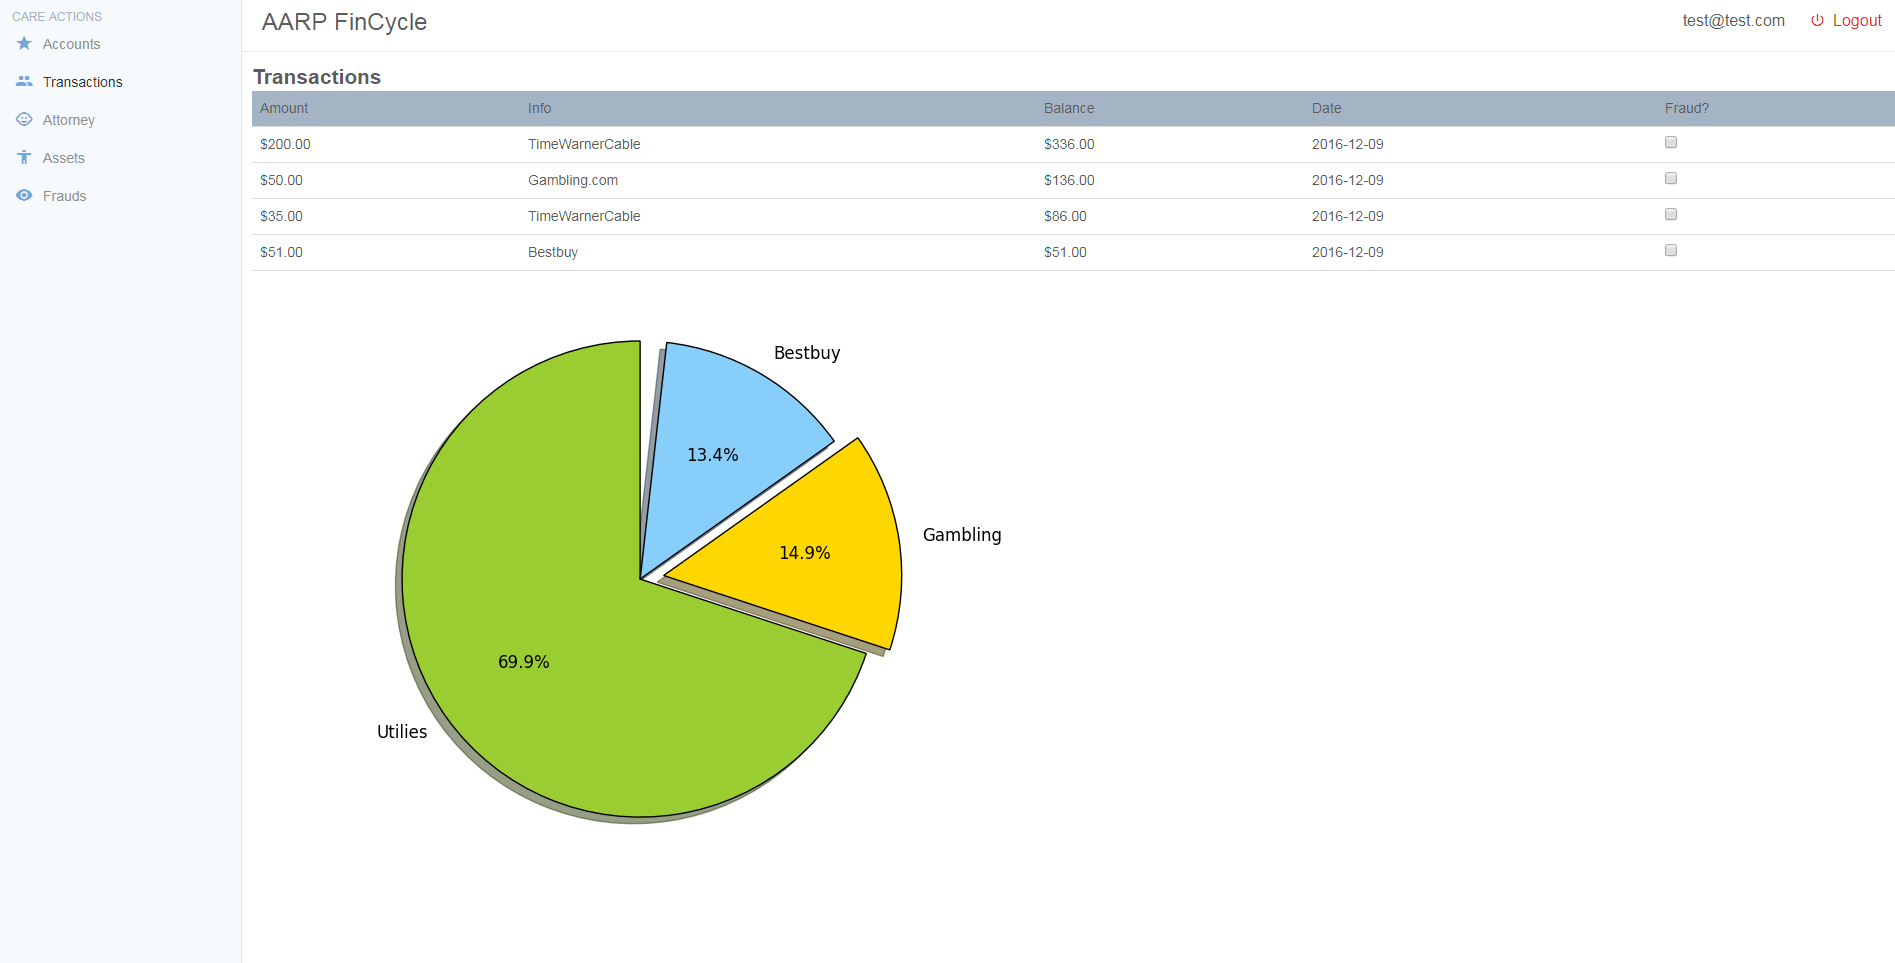 CARE ACTIONS
Accounts
Transactions
Attorney
Assets
Frauds
AARP FinCycle
test@test.com Logout
Transactions
Amount Info Balance Date Fraud?
$200.00 TimeWarnerCable $336.00 2016-12-09
$50.00 Gambling.com $136.00 2016-12-09
$35.00 TimeWarnerCable $86.00 2016-12-09
$51.00 Bestbuy $51.00 2016-12-09
Bestbuy
13.4%
Gambling
14.9%
69.9%
Utilies